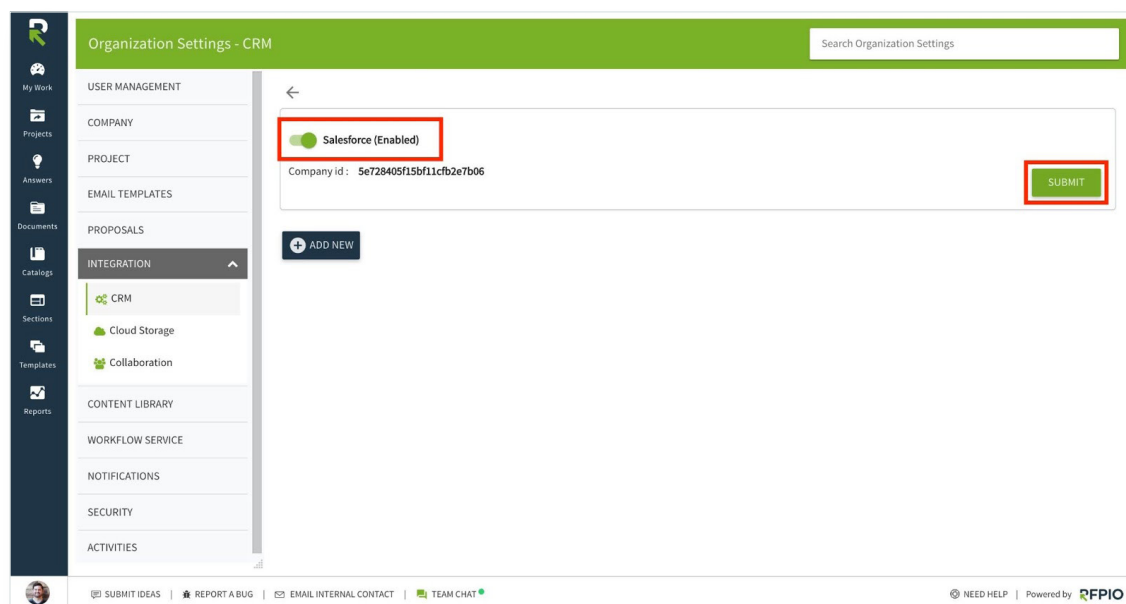 Organization Settings - CRM
Search Organization Settings
My Work
Projects
Answers
Documents
Catalogs
Sections
Templates
Reports
USER MANAGEMENT
COMPANY
PROJECT
EMAIL TEMPLATES
PROPOSALS
INTEGRATION
CRM
Cloud Storage
Collaboration
CONTENT LIBRARY
WORKFLOW SERVICE
NOTIFICATIONS
SECURITY
ACTIVITIES
Salesforce (Enabled)
Company id : 5e728405f15bf11cfb2e7b06
SUBMIT
ADD NEW
SUBMIT IDEAS | REPORT A BUG | EMAIL INTERNAL CONTACT | TEAM CHAT
NEED HELP | Powered by RFPIO